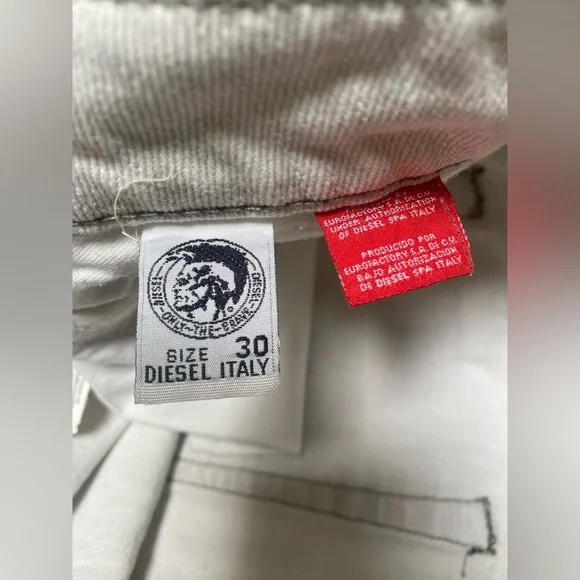 DIESEL
ONLY-THE-BRAVE
DIESEL
SIZE 30
DIESEL ITALY
EUROFACTORY S.A. DE C.V.
UNDER AUTHORIZATION
OF DIESEL SPA ITALY
PRODUCIDO POR
EUROFACTORY S.A. DE C.V.
BAJO AUTORIZACION
DE DIESEL SPA ITALY